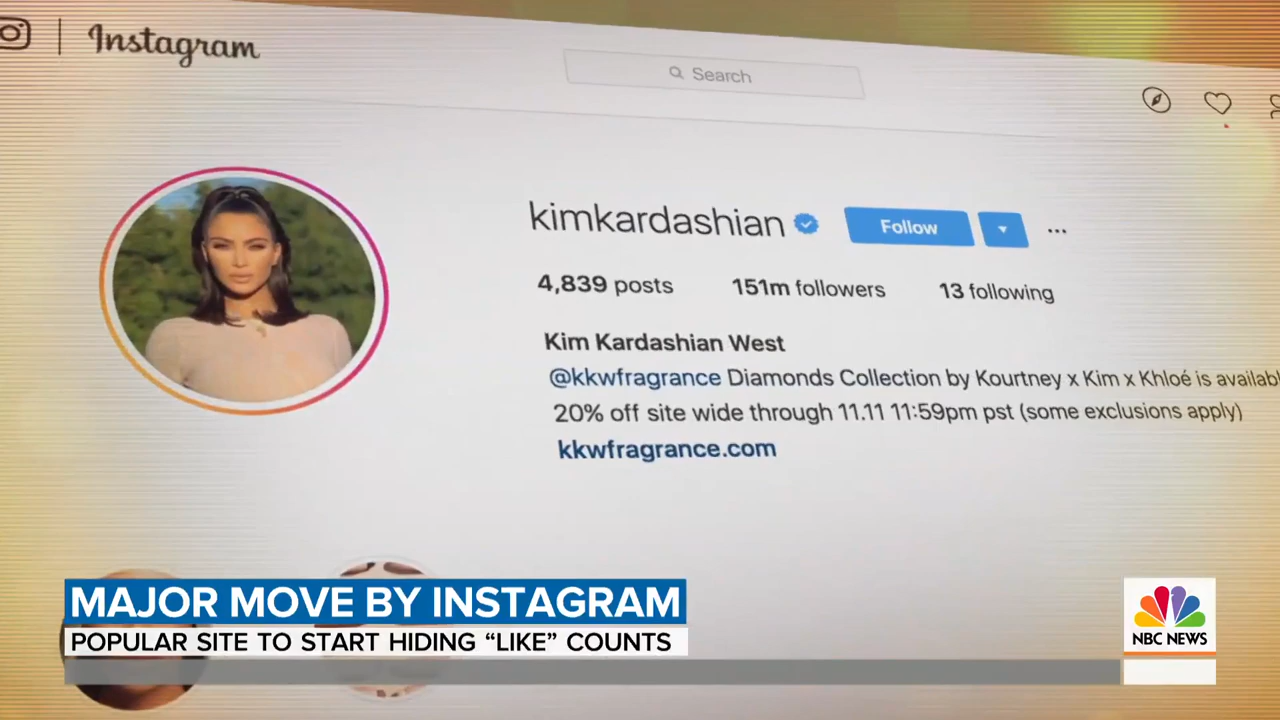 Instagram
Search
kimkardashian
Follow
4,839 posts 151m followers 13 following
Kim Kardashian West
@kkwfragrance Diamonds Collection by Kourtney x Kim x Khloé is availabl
20% off site wide through 11.11 11:59pm pst (some exclusions apply)
kkwfragrance.com
MAJOR MOVE BY INSTAGRAM
POPULAR SITE TO START HIDING “LIKE” COUNTS
NBC NEWS